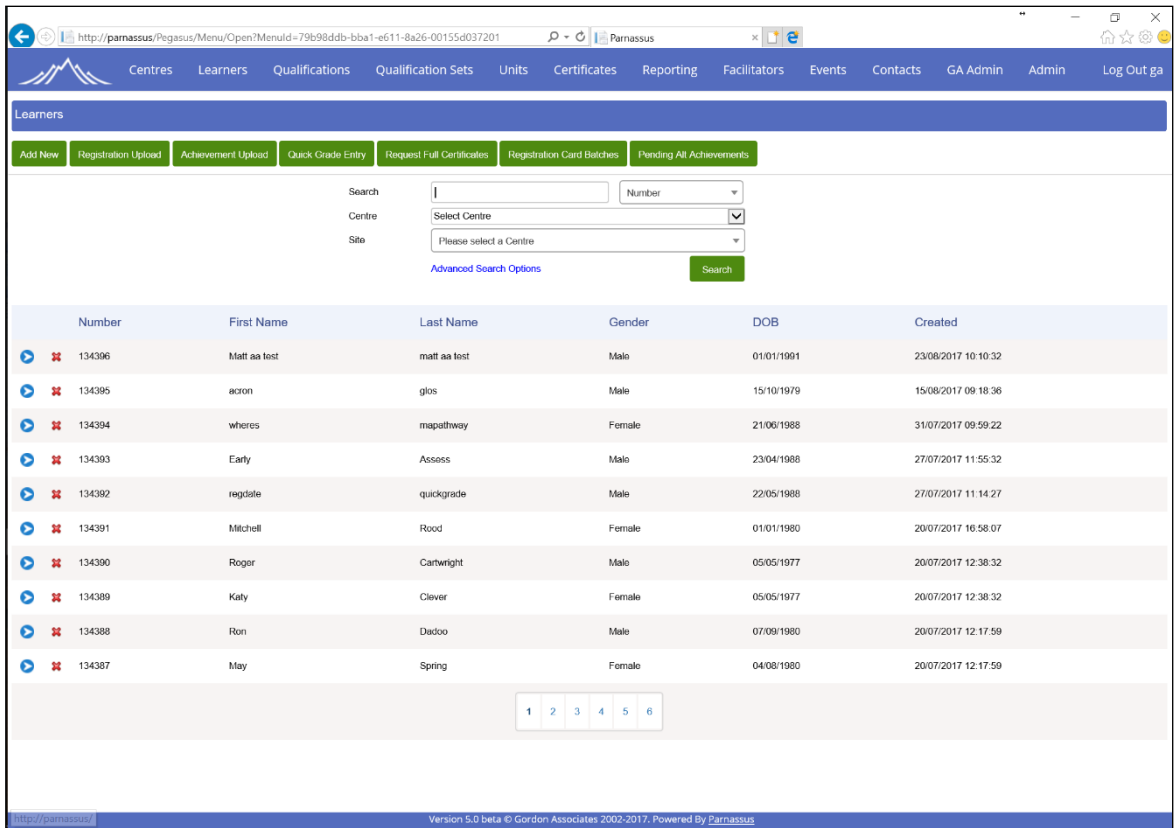 http://parnassus/Pegasus/Menu/Open?MenuId=79b98ddb-bba1-e611-8a26-00155d037201 Parnassus
Centres Learners Qualifications Qualification Sets Units Certificates Reporting Facilitators Events Contacts GA Admin Admin Log Out ga
Learners
Add New Registration Upload Achievement Upload Quick Grade Entry Request Full Certificates Registration Card Batches Pending Alt Achievements
Search Number
Centre Select Centre
Site Please select a Centre
Advanced Search Options Search
Number First Name Last Name Gender DOB Created
134396 Matt aa test matt aa test Male 01/01/1991 23/08/2017 10:10:32
134395 acron glos Male 15/10/1979 15/08/2017 09:18:36
134394 wheres mapathway Female 21/06/1988 31/07/2017 09:59:22
134393 Early Assess Male 23/04/1988 27/07/2017 11:55:32
134392 regdate quickgrade Male 22/05/1988 27/07/2017 11:14:27
134391 Mitchell Rood Female 01/01/1980 20/07/2017 16:58:07
134390 Roger Cartwright Male 05/05/1977 20/07/2017 12:38:32
134389 Katy Clever Female 05/05/1977 20/07/2017 12:38:32
134388 Ron Dadoo Male 07/09/1980 20/07/2017 12:17:59
134387 May Spring Female 04/08/1980 20/07/2017 12:17:59
1 2 3 4 5 6
http://parnassus/ Version 5.0 beta © Gordon Associates 2002-2017. Powered By Parnassus